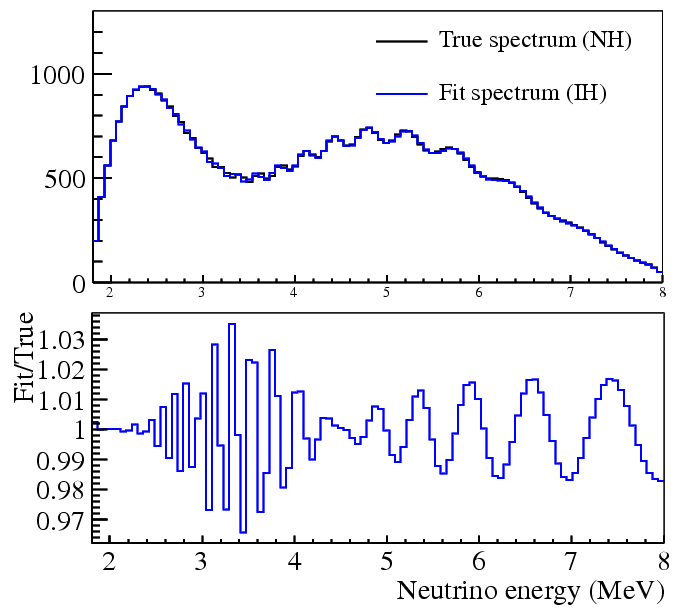 True spectrum (NH)
1000
Fit spectrum (IH)
500
0
2 3 4 5 6 7 8
Fit/True
1.03
1.02
1.01
1
0.99
0.98
0.97
2 3 4 5 6 7 8
Neutrino energy (MeV)